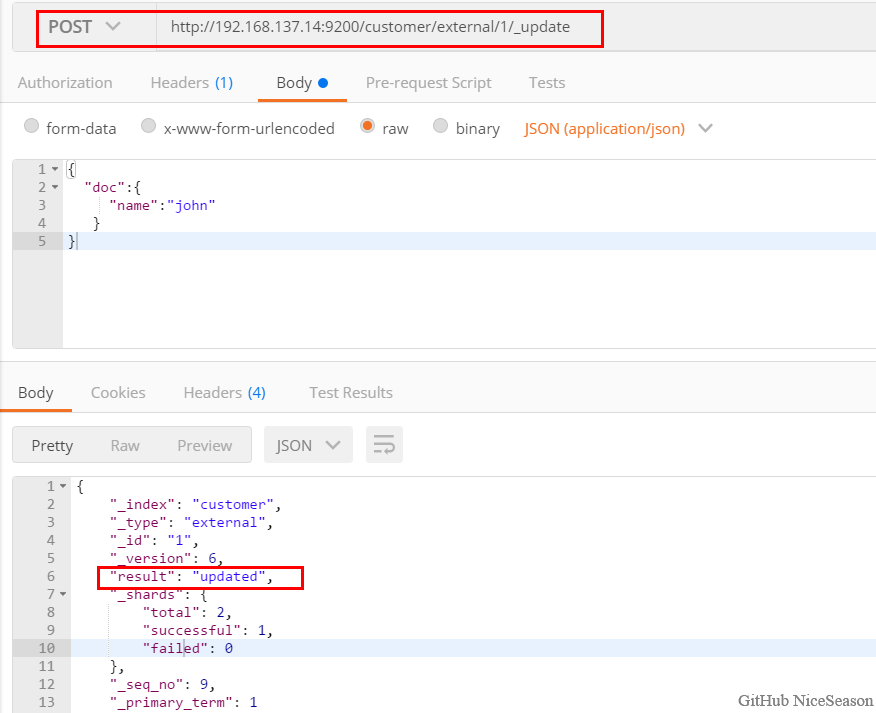 POST http://192.168.137.14:9200/customer/external/1/_update
Authorization Headers (1) Body Pre-request Script Tests
form-data x-www-form-urlencoded raw binary JSON (application/json)
1 {
2 "doc":{
3 "name":"john"
4 }
5 }
Body Cookies Headers (4) Test Results
Pretty Raw Preview JSON
1 {
2 "_index": "customer",
3 "_type": "external",
4 "_id": "1",
5 "_version": 6,
6 "result": "updated",
7 "_shards": {
8 "total": 2,
9 "successful": 1,
10 "failed": 0
11 },
12 "_seq_no": 9,
13 "_primary_term": 1
GitHub NiceSeason